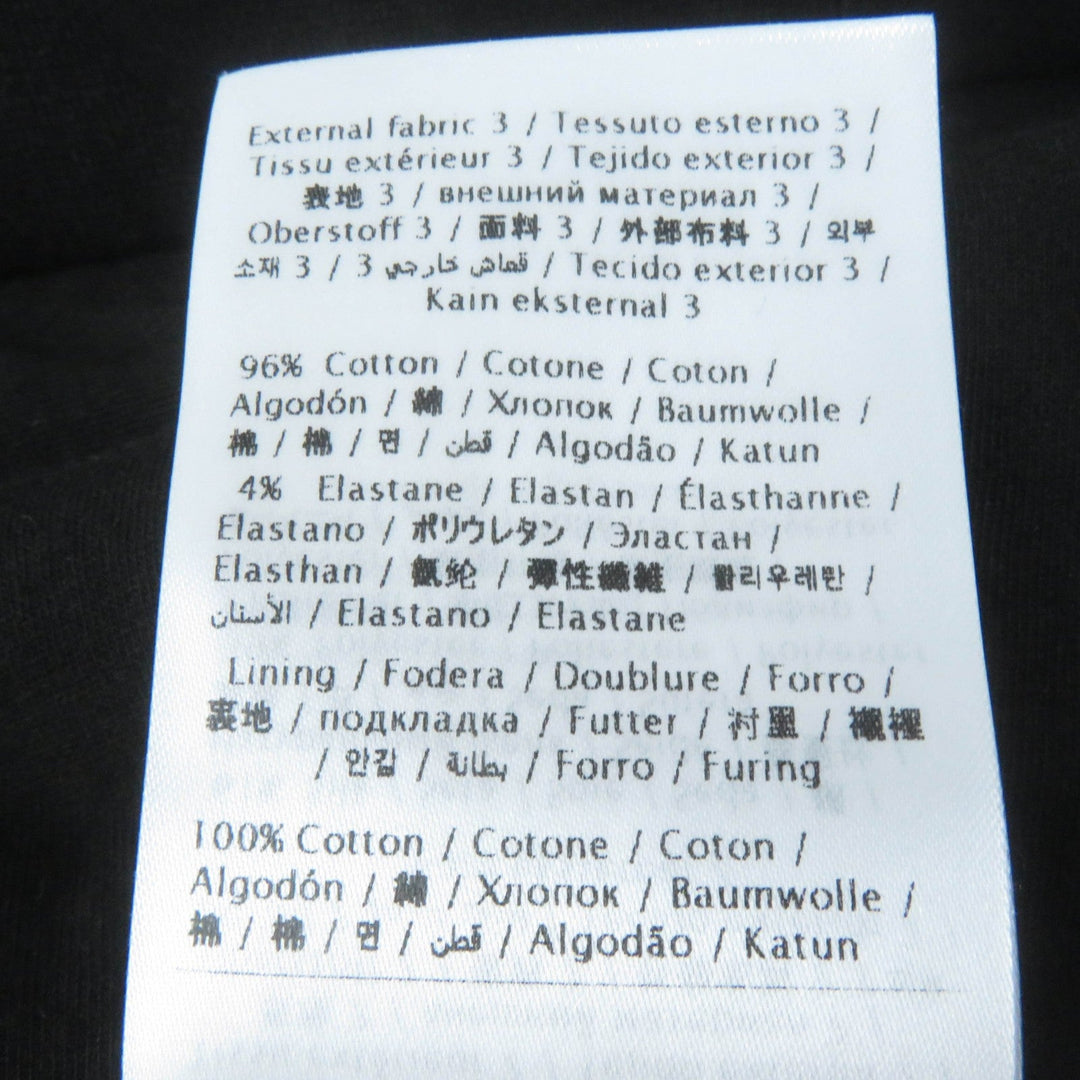 External fabric 3 / Tessuto esterno 3 /
Tissu extérieur 3 / Tejido exterior 3 /
表地 3 / внешний материал 3 /
Oberstoff 3 / 面料 3 / 外部布料 3 / 외부
소재 3 / قماش خارجي 3 / Tecido exterior 3 /
Kain eksternal 3
96% Cotton / Cotone / Coton /
Algodón / 綿 / Хлопок / Baumwolle /
棉 / 棉 / 면 / قطن / Algodão / Katun
4% Elastane / Elastan / Élasthanne /
Elastano / ポリウレタン / Эластан /
Elasthan / 氨纶 / 彈性纖維 / 폴리우레탄 /
الأستان / Elastano / Elastane
Lining / Fodera / Doublure / Forro /
裏地 / подкладка / Futter / 衬里 / 襯裡
/ 안감 / بطانة / Forro / Furing
100% Cotton / Cotone / Coton /
Algodón / 綿 / Хлопок / Baumwolle /
棉 / 棉 / 면 / قطن / Algodão / Katun